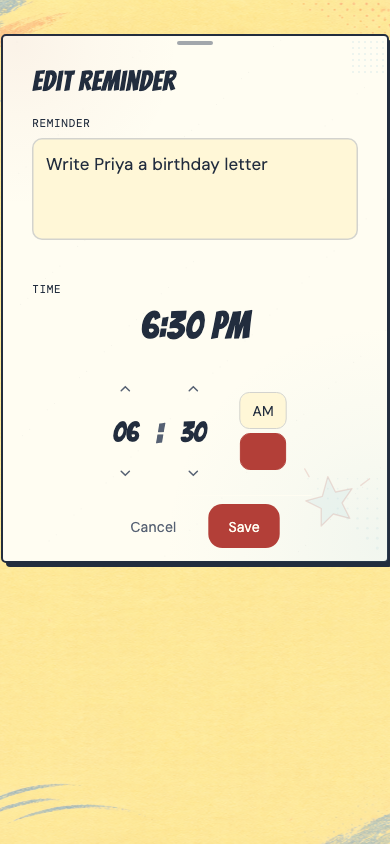 EDIT REMINDER
REMINDER
Write Priya a birthday letter
TIME
6:30 PM
06 : 30
AM
Cancel
Save